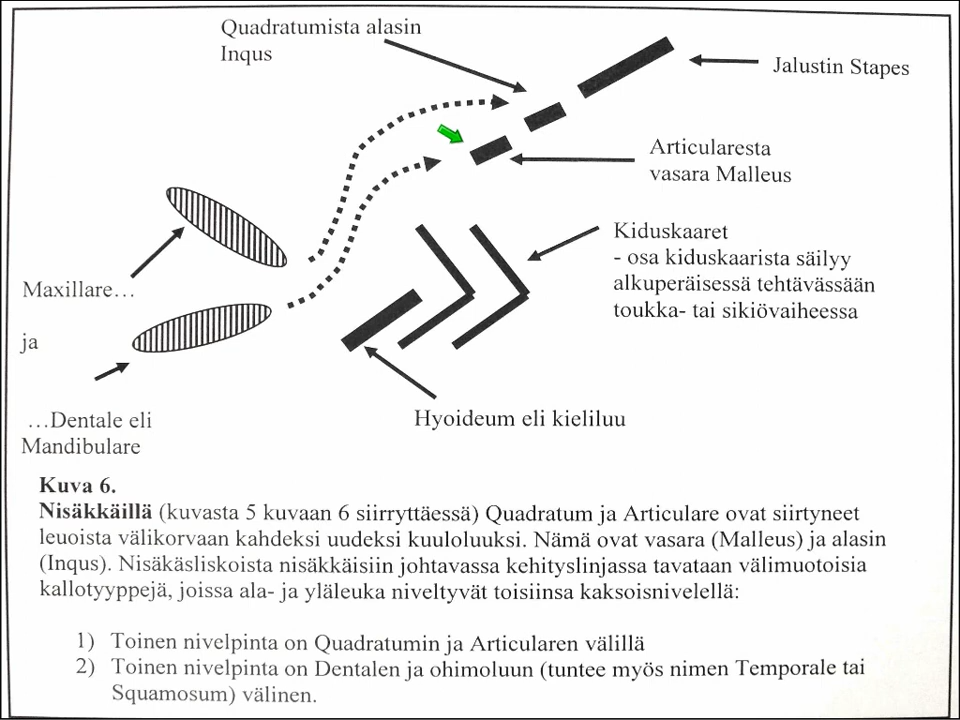 Quadratumista alasin
Inqus
Jalustin Stapes
Articularesta
vasara Malleus
Kiduskaaret
- osa kiduskaarista säilyy
alkuperäisessä tehtävässään
toukka- tai sikiövaiheessa
Maxillare…
ja
…Dentale eli
Mandibulare
Hyoideum eli kieliluu
Kuva 6.
Nisäkkäillä (kuvasta 5 kuvaan 6 siirryttäessä) Quadratum ja Articulare ovat siirtyneet
leuoista välikorvaan kahdeksi uudeksi kuuloluuksi. Nämä ovat vasara (Malleus) ja alasin
(Inqus). Nisäkäsliskoista nisäkkäisiin johtavassa kehityslinjassa tavataan välimuotoisia
kallotyyppejä, joissa ala- ja yläleuka niveltyvät toisiinsa kaksoisnivelellä:
1) Toinen nivelpinta on Quadratumin ja Articularen välillä
2) Toinen nivelpinta on Dentalen ja ohimoluun (tuntee myös nimen Temporale tai
Squamosum) välinen.